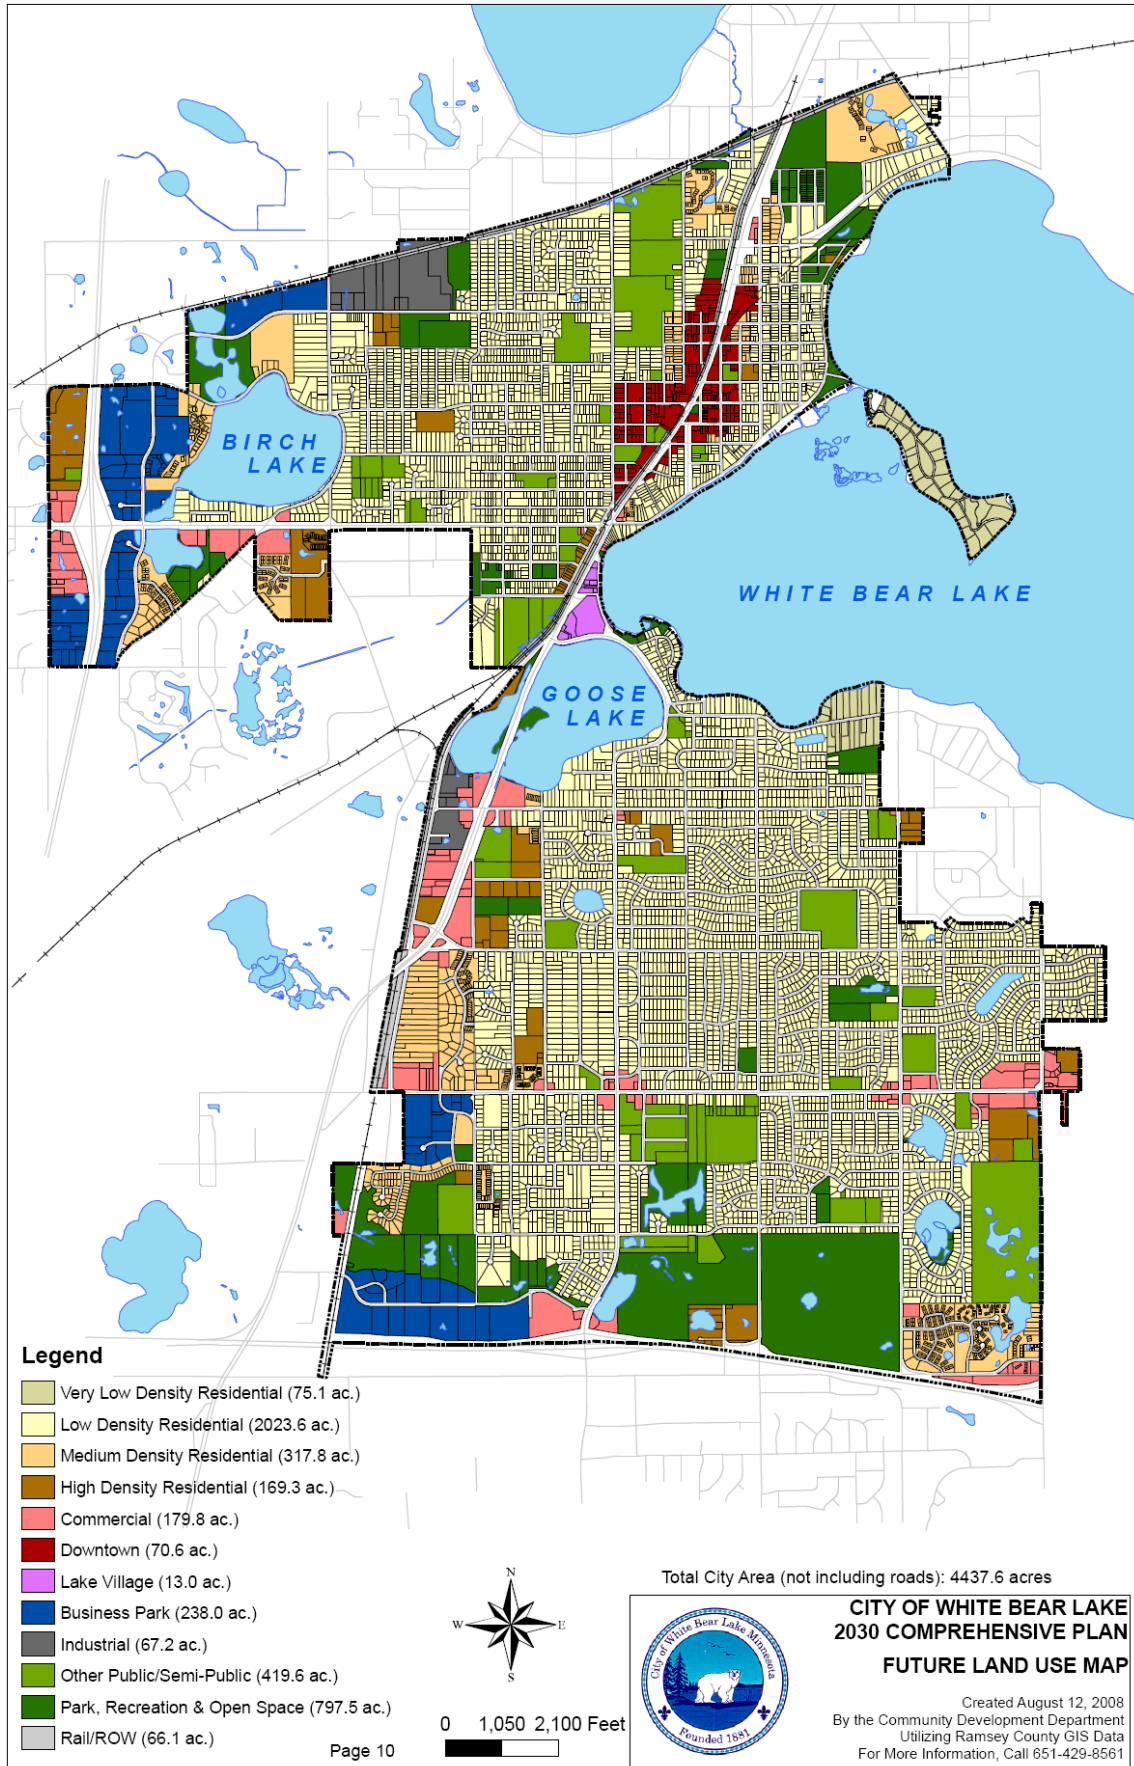 BIRCH
LAKE
WHITE BEAR LAKE
GOOSE
LAKE
Legend
Very Low Density Residential (75.1 ac.)
Low Density Residential (2023.6 ac.)
Medium Density Residential (317.8 ac.)
High Density Residential (169.3 ac.)
Commercial (179.8 ac.)
Downtown (70.6 ac.)
Lake Village (13.0 ac.)
Business Park (238.0 ac.)
Industrial (67.2 ac.)
Other Public/Semi-Public (419.6 ac.)
Park, Recreation & Open Space (797.5 ac.)
Rail/ROW (66.1 ac.)
Page 10
N
W E
S
0 1,050 2,100 Feet
Total City Area (not including roads): 4437.6 acres
City of White Bear Lake Minnesota
Founded 1881
CITY OF WHITE BEAR LAKE
2030 COMPREHENSIVE PLAN
FUTURE LAND USE MAP
Created August 12, 2008
By the Community Development Department
Utilizing Ramsey County GIS Data
For More Information, Call 651-429-8561